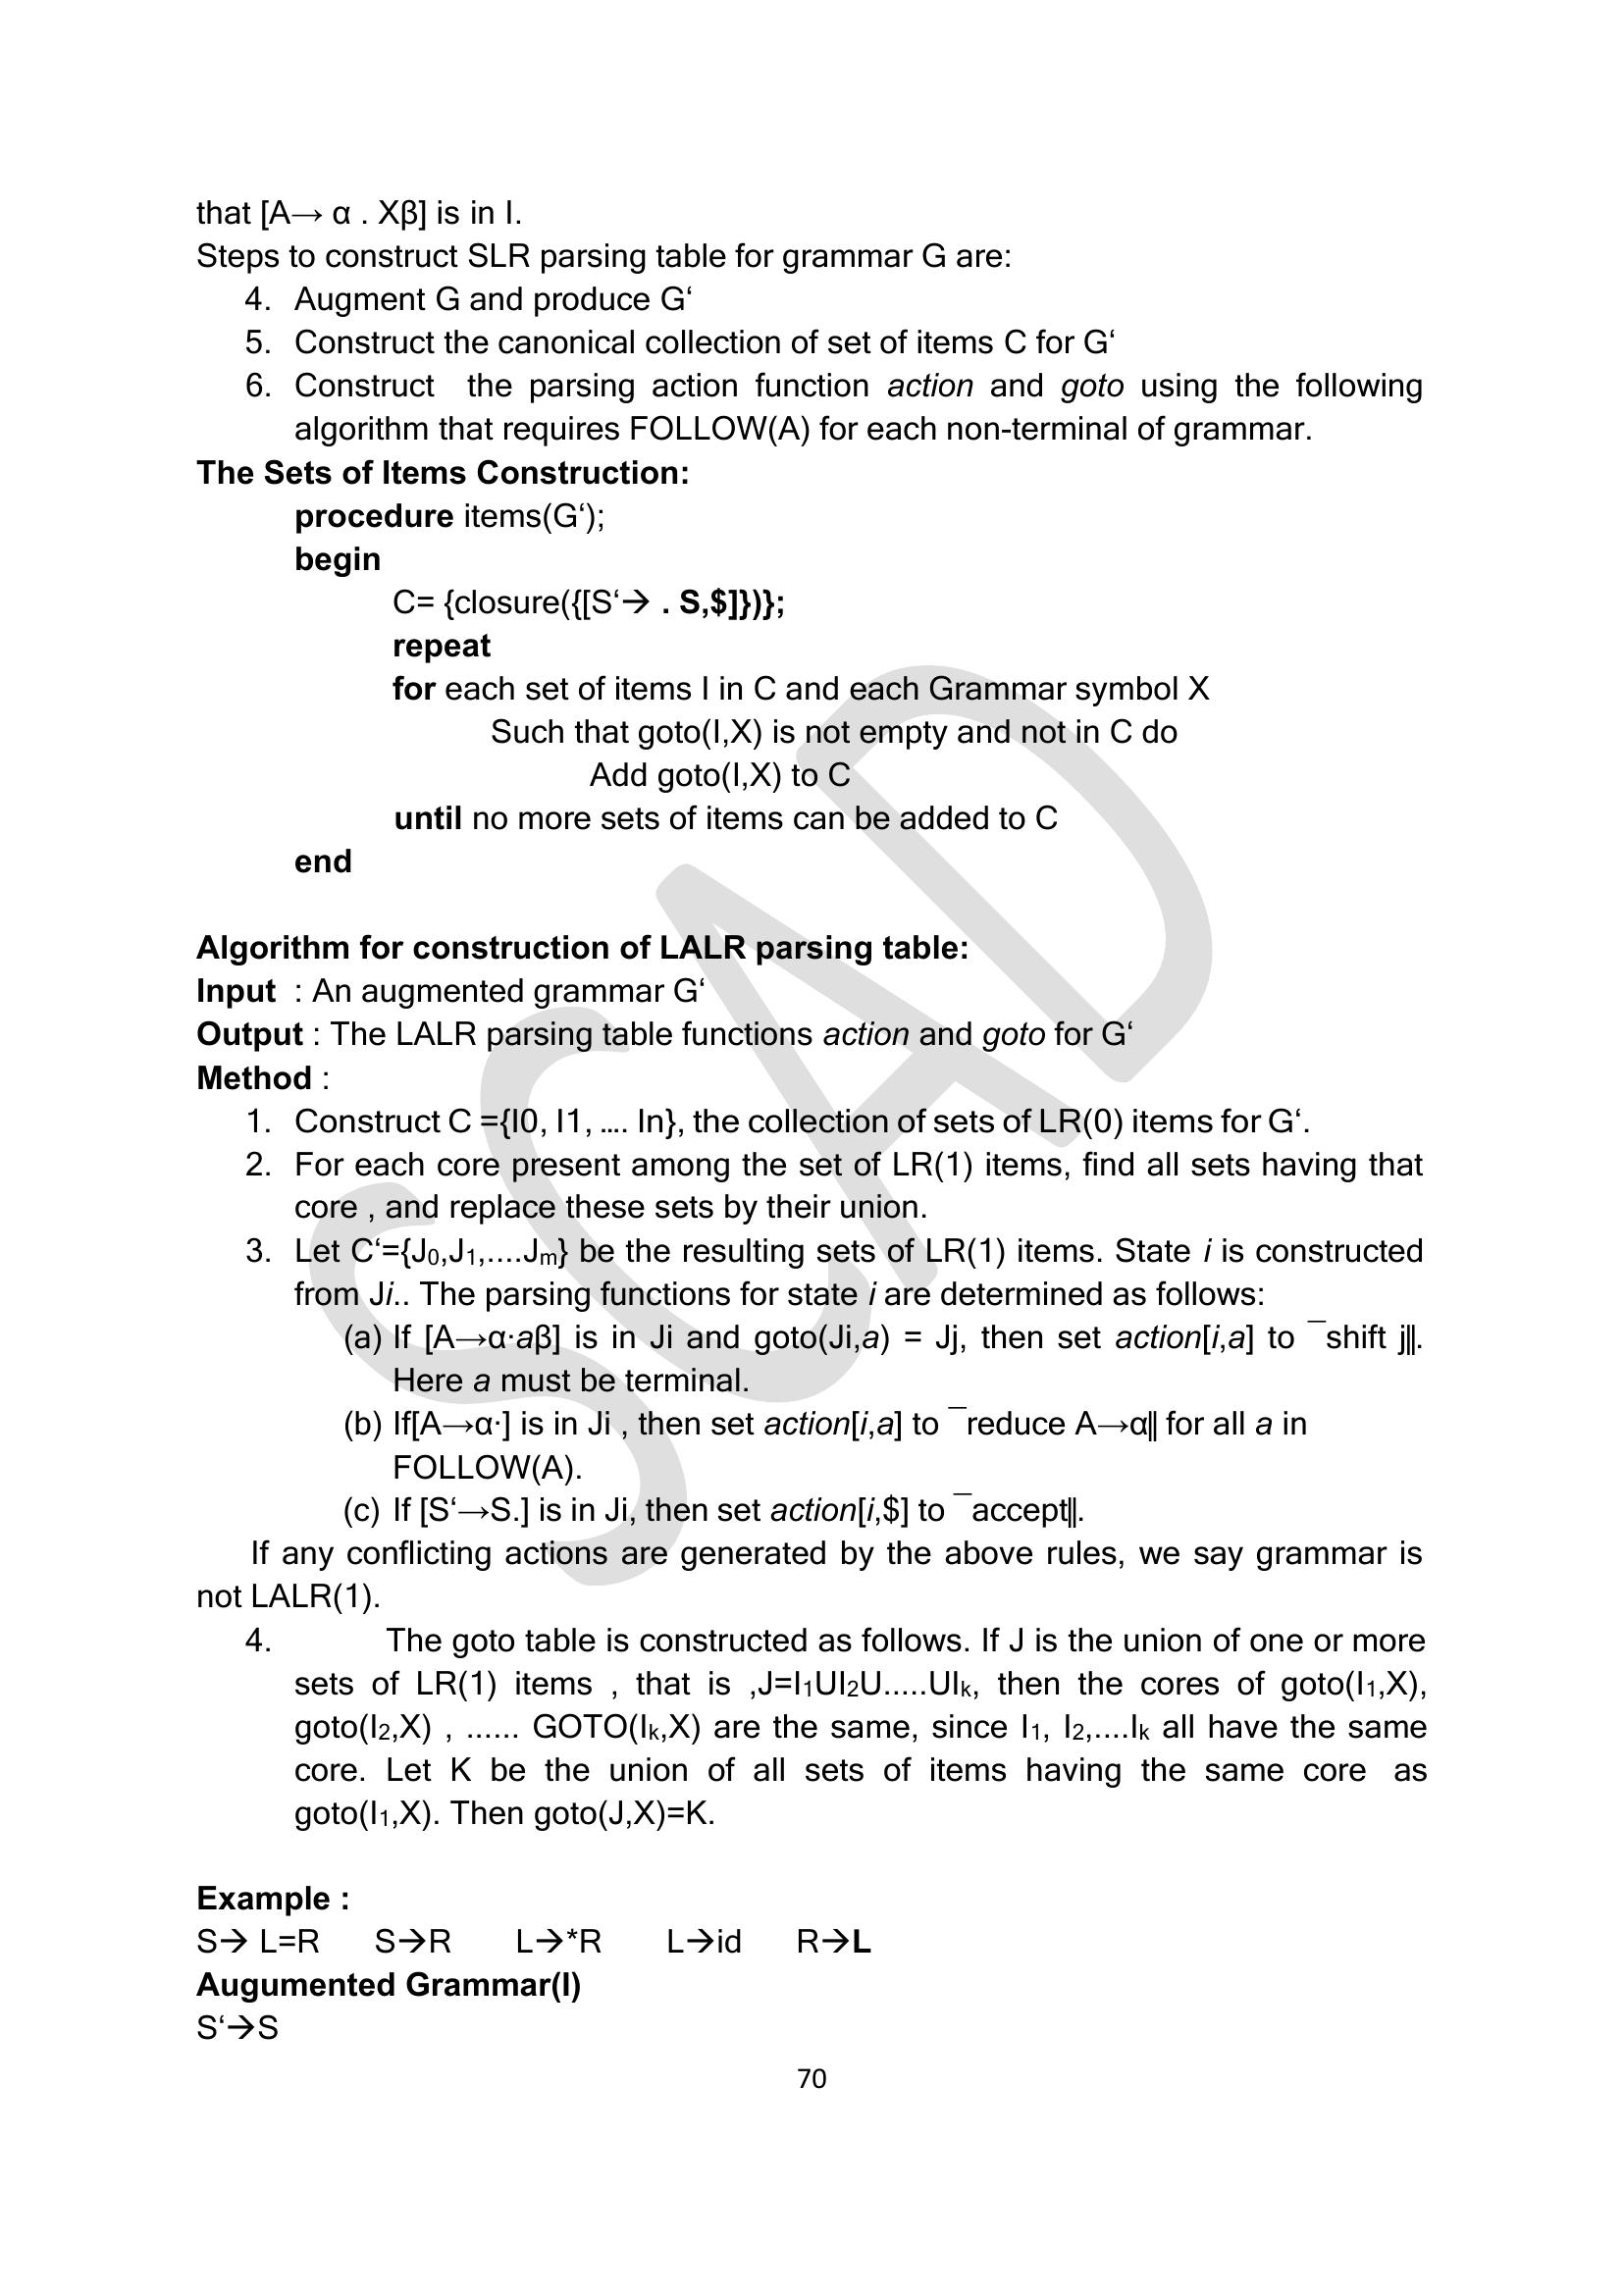 that [A→ α . Xβ] is in I.
Steps to construct SLR parsing table for grammar G are:
4. Augment G and produce G‘
5. Construct the canonical collection of set of items C for G‘
6. Construct the parsing action function action and goto using the following
algorithm that requires FOLLOW(A) for each non-terminal of grammar.
The Sets of Items Construction:
procedure items(G‘);
begin
C= {closure({[S‘→ . S,$]})};
repeat
for each set of items I in C and each Grammar symbol X
Such that goto(I,X) is not empty and not in C do
Add goto(I,X) to C
until no more sets of items can be added to C
end
Algorithm for construction of LALR parsing table:
Input : An augmented grammar G‘
Output : The LALR parsing table functions action and goto for G‘
Method :
1. Construct C ={I0, I1, .... In}, the collection of sets of LR(0) items for G‘.
2. For each core present among the set of LR(1) items, find all sets having that
core , and replace these sets by their union.
3. Let C‘={J₀,J₁,....Jm} be the resulting sets of LR(1) items. State i is constructed
from Ji.. The parsing functions for state i are determined as follows:
(a) If [A→α∙aβ] is in Ji and goto(Ji,a) = Jj, then set action[i,a] to ―shift j‖.
Here a must be terminal.
(b) If[A→α∙] is in Ji , then set action[i,a] to ―reduce A→α‖ for all a in
FOLLOW(A).
(c) If [S‘→S.] is in Ji, then set action[i,$] to ―accept‖.
If any conflicting actions are generated by the above rules, we say grammar is
not LALR(1).
4. The goto table is constructed as follows. If J is the union of one or more
sets of LR(1) items , that is ,J=I₁UI₂U.....UIk, then the cores of goto(I₁,X),
goto(I₂,X) , ...... GOTO(Ik,X) are the same, since I₁, I₂,....Ik all have the same
core. Let K be the union of all sets of items having the same core as
goto(I₁,X). Then goto(J,X)=K.
Example :
S→ L=R S→R L→*R L→id R→L
Augumented Grammar(I)
S‘→S
70
SCAD